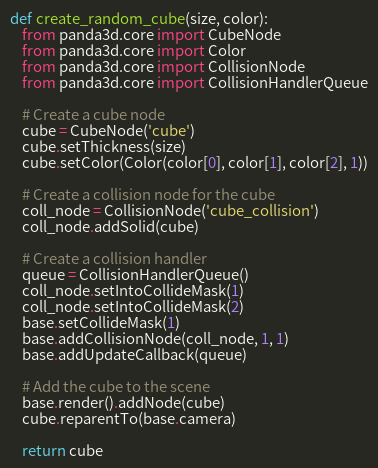 def create_random_cube(size, color):
    from panda3d.core import CubeNode
    from panda3d.core import Color
    from panda3d.core import CollisionNode
    from panda3d.core import CollisionHandlerQueue

    # Create a cube node
    cube = CubeNode('cube')
    cube.setThickness(size)
    cube.setColor(Color(color[0], color[1], color[2], 1))

    # Create a collision node for the cube
    coll_node = CollisionNode('cube_collision')
    coll_node.addSolid(cube)

    # Create a collision handler
    queue = CollisionHandlerQueue()
    coll_node.setIntoCollideMask(1)
    coll_node.setIntoCollideMask(2)
    base.setCollideMask(1)
    base.addCollisionNode(coll_node, 1, 1)
    base.addUpdateCallback(queue)

    # Add the cube to the scene
    base.render().addNode(cube)
    cube.reparentTo(base.camera)

    return cube